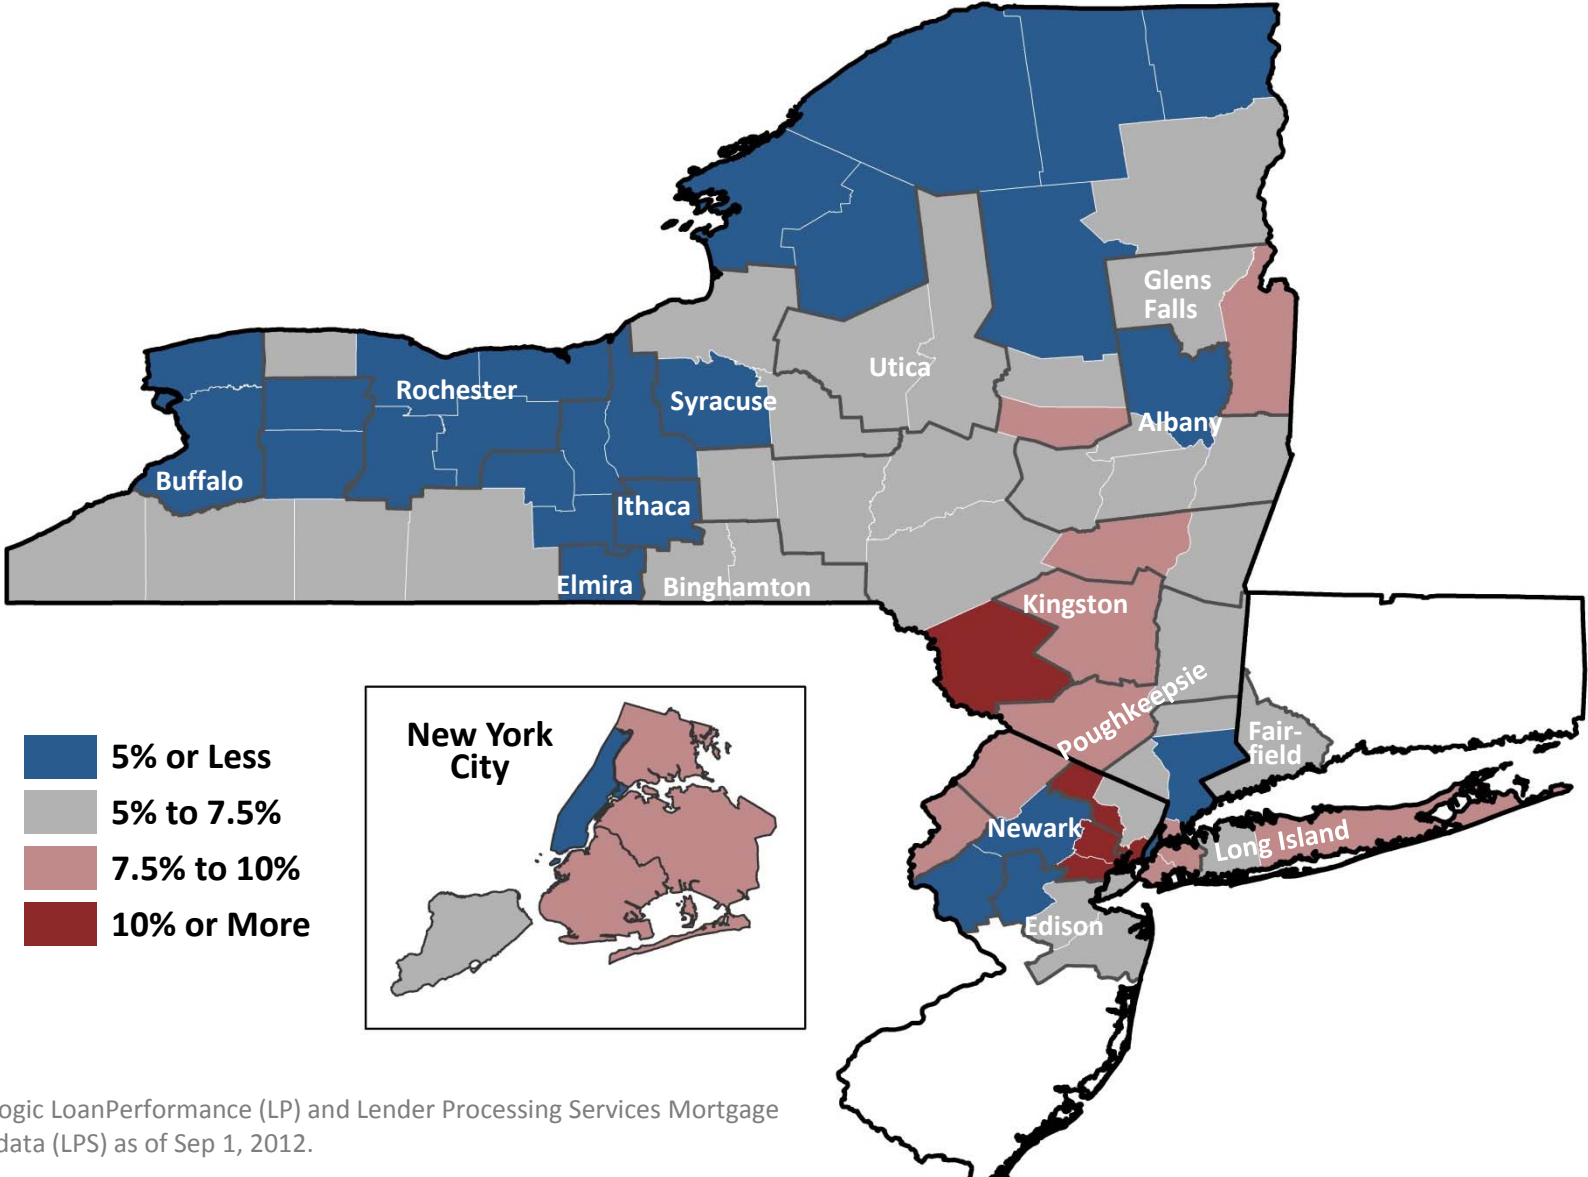 Glens
Falls
Utica
Rochester
Syracuse
Albany
Buffalo
Ithaca
Elmira
Binghamton
Kingston
Poughkeepsie
Fair-
field
5% or Less
5% to 7.5%
7.5% to 10%
10% or More
New York
City
Newark
Long Island
Edison
ogic LoanPerformance (LP) and Lender Processing Services Mortgage
data (LPS) as of Sep 1, 2012.